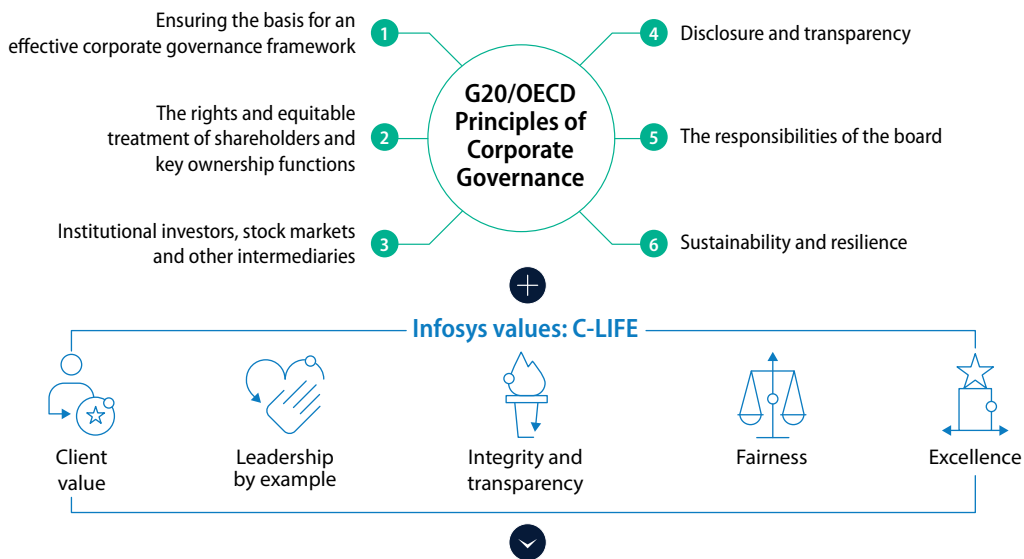 Ensuring the basis for an
effective corporate governance framework
1
The rights and equitable
treatment of shareholders and
key ownership functions
2
Institutional investors, stock markets
and other intermediaries
3
G20/OECD
Principles of
Corporate
Governance
4
Disclosure and transparency
5
The responsibilities of the board
6
Sustainability and resilience
Infosys values: C-LIFE
Client
value
Leadership
by example
Integrity and
transparency
Fairness
Excellence